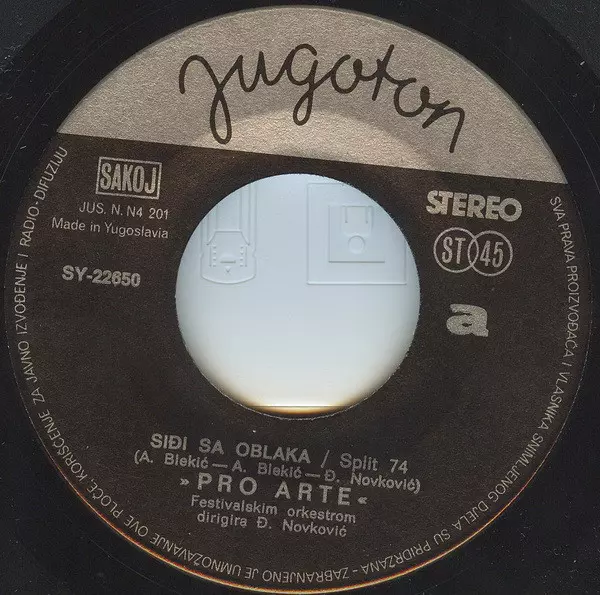 jugoton
SAKOJ
JUS. N. N4 201
Made in Yugoslavia
SY-22650
STEREO
ST 45
a
SIĐI SA OBLAKA / Split 74
(A. Blekić — A. Blekić — Đ. Novković)
»PRO ARTE«
Festivalskim orkestrom
dirigira Đ. Novković
SVA PRAVA PROIZVOĐAČA I VLASNIKA SNIMLJENOG DJELA SU PRIDRŽANA - ZABRANJENO JE UMNOŽAVANJE OVE PLOČE, KORIŠĆENJE ZA JAVNO IZVOĐENJE I RADIO-DIFUZIJU